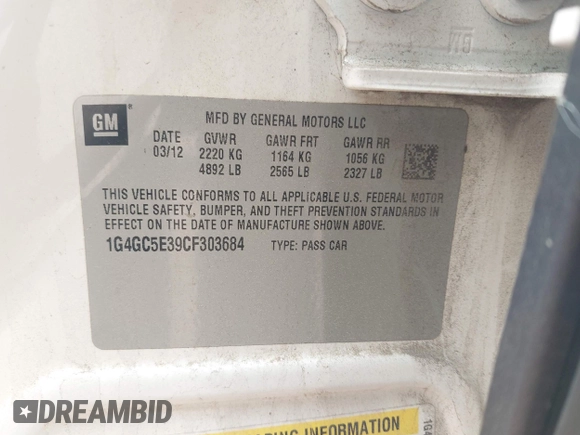 GM
MFD BY GENERAL MOTORS LLC
DATE GVWR GAWR FRT GAWR RR
03/12 2220 KG 1164 KG 1056 KG
4892 LB 2565 LB 2327 LB
THIS VEHICLE CONFORMS TO ALL APPLICABLE U.S. FEDERAL MOTOR
VEHICLE SAFETY, BUMPER, AND THEFT PREVENTION STANDARDS IN
EFFECT ON THE DATE OF MANUFACTURE SHOWN ABOVE.
1G4GC5E39CF303684 TYPE: PASS CAR
INFORMATION
DREAMBID